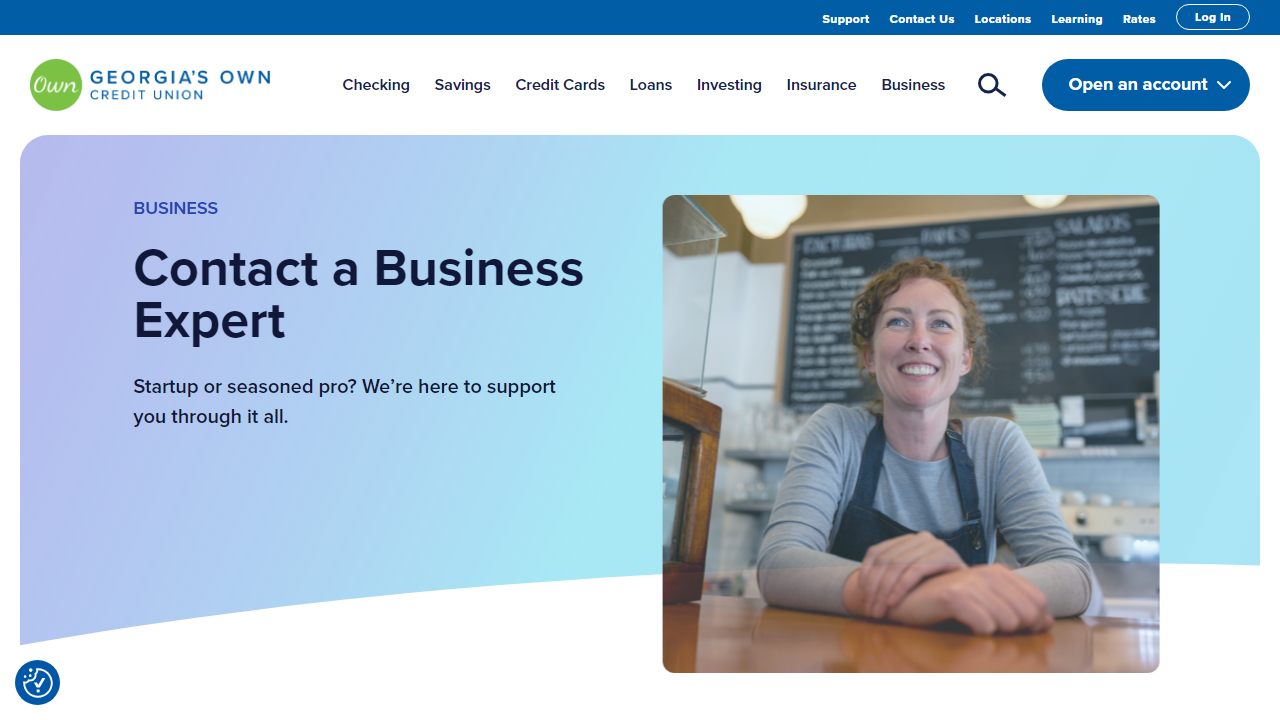 Support Contact Us Locations Learning Rates Log In
Own GEORGIA'S OWN
CREDIT UNION
Checking Savings Credit Cards Loans Investing Insurance Business
Open an account
BUSINESS
Contact a Business
Expert
Startup or seasoned pro? We’re here to support
you through it all.
SALADOS